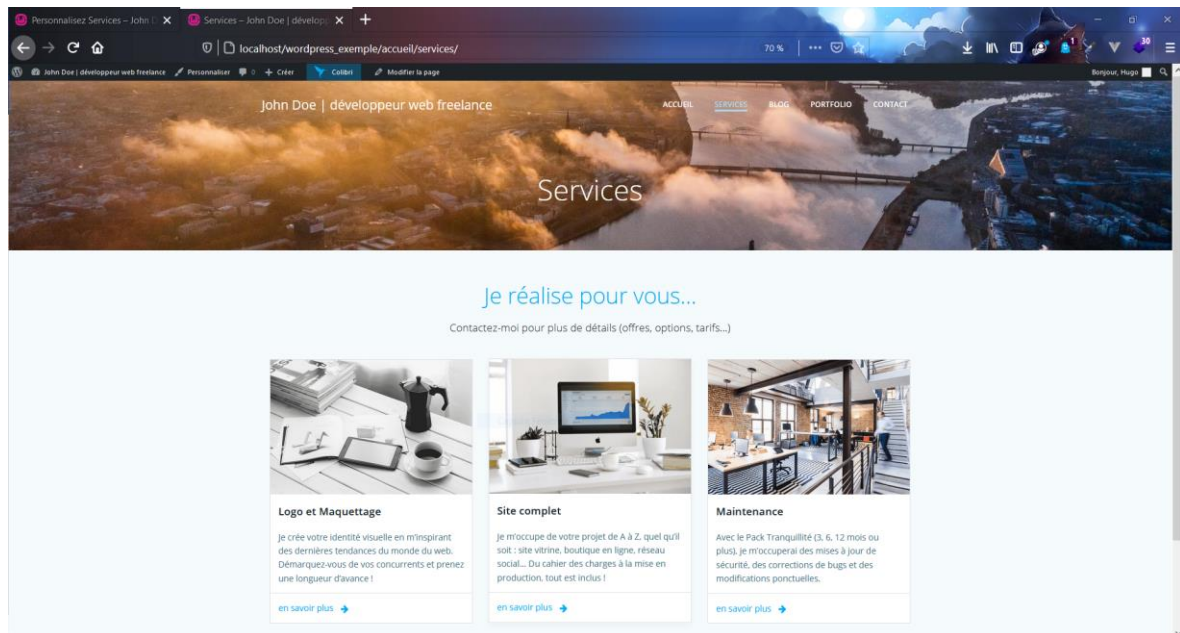 Personnalisez Services – John D
Services – John Doe | développ
localhost/wordpress_exemple/accueil/services/
70 %
30
1
John Doe | développeur web freelance
Personnaliser
0
Créer
Colibri
Modifier la page
Bonjour, Hugo
John Doe | développeur web freelance
ACCUEIL
SERVICES
BLOG
PORTFOLIO
CONTACT
Services
Je réalise pour vous...
Contactez-moi pour plus de détails (offres, options, tarifs...)
Logo et Maquettage
Je crée votre identité visuelle en m'inspirant
des dernières tendances du monde du web.
Démarquez-vous de vos concurrents et prenez
une longueur d'avance !
en savoir plus
Site complet
Je m'occupe de votre projet de A à Z, quel qu'il
soit : site vitrine, boutique en ligne, réseau
social... Du cahier des charges à la mise en
production, tout est inclus !
en savoir plus
Maintenance
Avec le Pack Tranquillité (3, 6, 12 mois ou
plus), je m'occuperai des mises à jour de
sécurité, des corrections de bugs et des
modifications ponctuelles.
en savoir plus